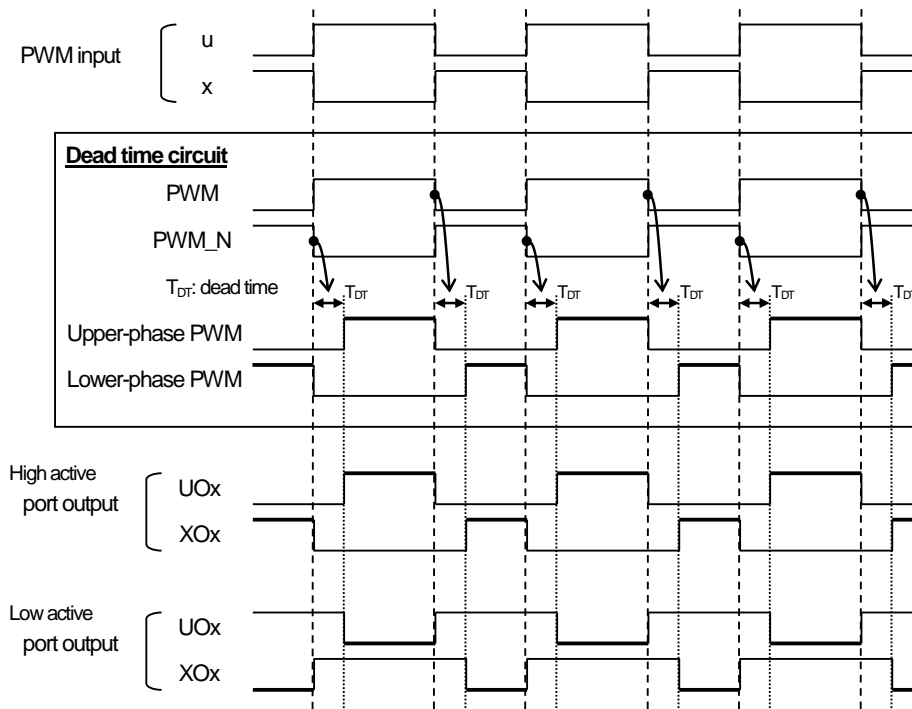 u
PWM input
x
Dead time circuit
PWM
PWM_N
T_DT: dead time
T_DT T_DT T_DT T_DT T_DT T_DT
Upper-phase PWM
Lower-phase PWM
High active
port output
UOx
XOx
Low active
port output
UOx
XOx